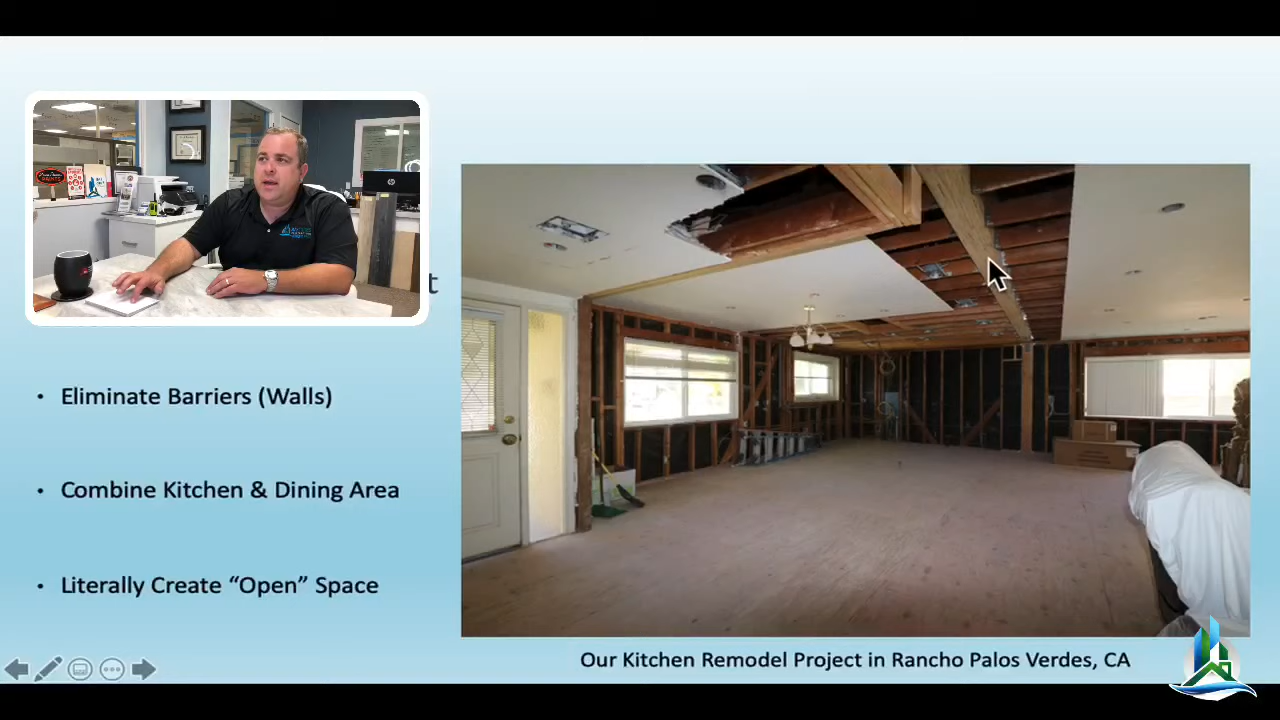 t
• Eliminate Barriers (Walls)
• Combine Kitchen & Dining Area
• Literally Create “Open” Space
Our Kitchen Remodel Project in Rancho Palos Verdes, CA